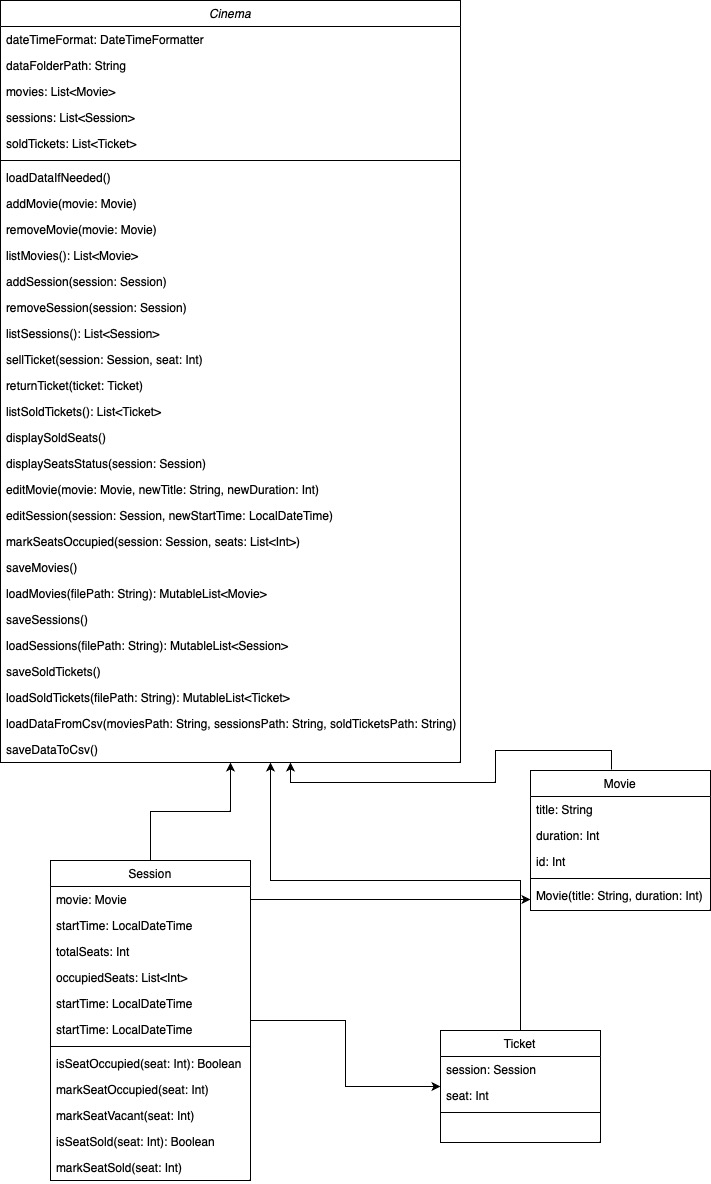 Cinema
dateTimeFormat: DateTimeFormatter
dataFolderPath: String
movies: List<Movie>
sessions: List<Session>
soldTickets: List<Ticket>
loadDataIfNeeded()
addMovie(movie: Movie)
removeMovie(movie: Movie)
listMovies(): List<Movie>
addSession(session: Session)
removeSession(session: Session)
listSessions(): List<Session>
sellTicket(session: Session, seat: Int)
returnTicket(ticket: Ticket)
listSoldTickets(): List<Ticket>
displaySoldSeats()
displaySeatsStatus(session: Session)
editMovie(movie: Movie, newTitle: String, newDuration: Int)
editSession(session: Session, newStartTime: LocalDateTime)
markSeatsOccupied(session: Session, seats: List<Int>)
saveMovies()
loadMovies(filePath: String): MutableList<Movie>
saveSessions()
loadSessions(filePath: String): MutableList<Session>
saveSoldTickets()
loadSoldTickets(filePath: String): MutableList<Ticket>
loadDataFromCsv(moviesPath: String, sessionsPath: String, soldTicketsPath: String)
saveDataToCsv()
Movie
title: String
duration: Int
id: Int
Movie(title: String, duration: Int)
Session
movie: Movie
startTime: LocalDateTime
totalSeats: Int
occupiedSeats: List<Int>
startTime: LocalDateTime
startTime: LocalDateTime
isSeatOccupied(seat: Int): Boolean
markSeatOccupied(seat: Int)
markSeatVacant(seat: Int)
isSeatSold(seat: Int): Boolean
markSeatSold(seat: Int)
Ticket
session: Session
seat: Int